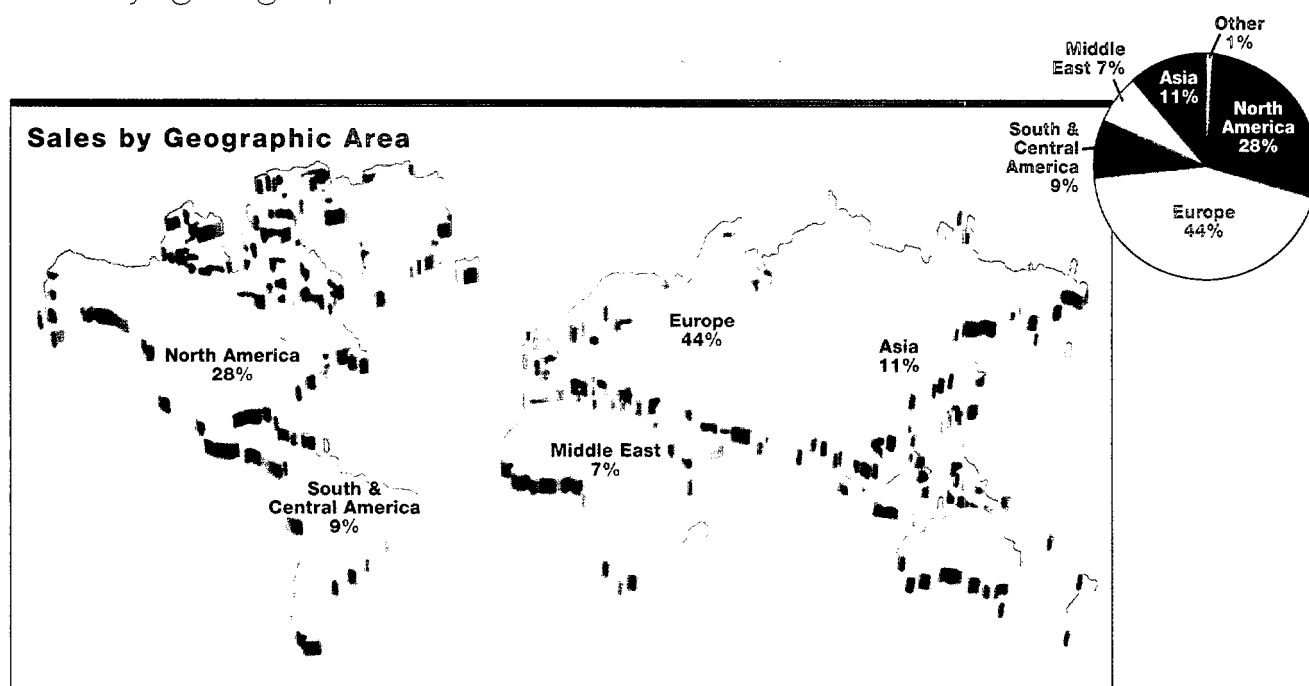 Other
1%
Middle
East 7%
Asia
11%
North
America
28%
South &
Central
America
9%
Europe
44%
Sales by Geographic Area
Europe
44%
North America
28%
Asia
11%
Middle East
7%
South &
Central America
9%